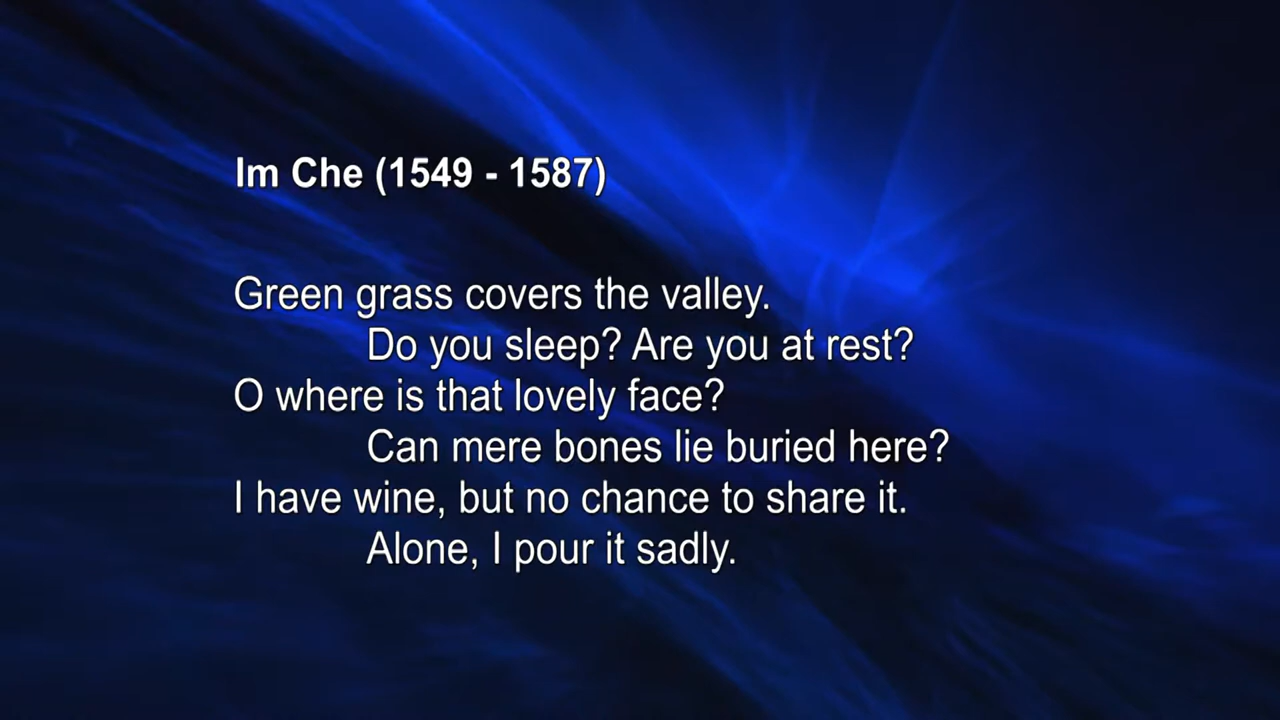 Im Che (1549 - 1587)
Green grass covers the valley.
Do you sleep? Are you at rest?
O where is that lovely face?
Can mere bones lie buried here?
I have wine, but no chance to share it.
Alone, I pour it sadly.